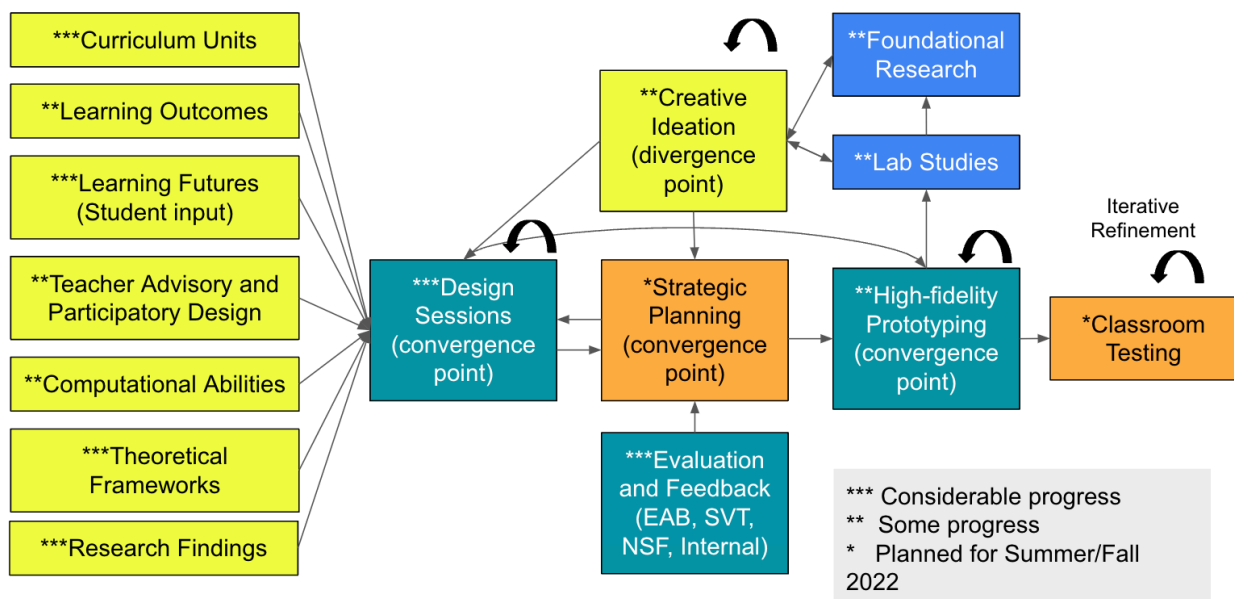 ***Curriculum Units
**Learning Outcomes
***Learning Futures
(Student input)
**Teacher Advisory and
Participatory Design
**Computational Abilities
***Theoretical
Frameworks
***Research Findings
***Design
Sessions
(convergence
point)
**Creative
Ideation
(divergence
point)
*Strategic
Planning
(convergence
point)
***Evaluation
and Feedback
(EAB, SVT,
NSF, Internal)
**Foundational
Research
**Lab Studies
**High-fidelity
Prototyping
(convergence
point)
Iterative
Refinement
*Classroom
Testing
*** Considerable progress
** Some progress
* Planned for Summer/Fall
2022